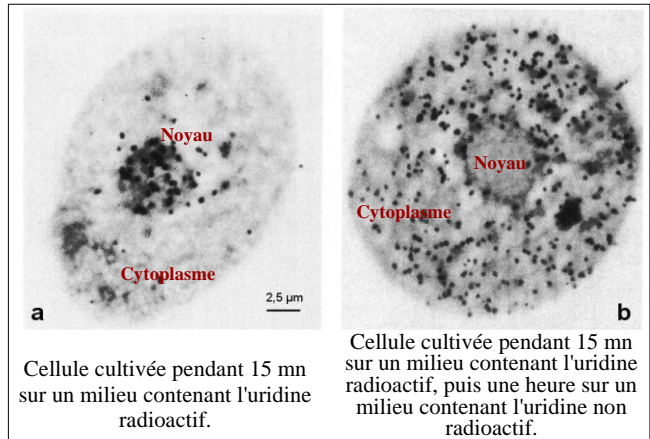 Noyau
Cytoplasme
2,5 µm
a
Noyau
Cytoplasme
b
Cellule cultivée pendant 15 mn
sur un milieu contenant l'uridine
radioactif.
Cellule cultivée pendant 15 mn
sur un milieu contenant l'uridine
radioactif, puis une heure sur un
milieu contenant l'uridine non
radioactif.